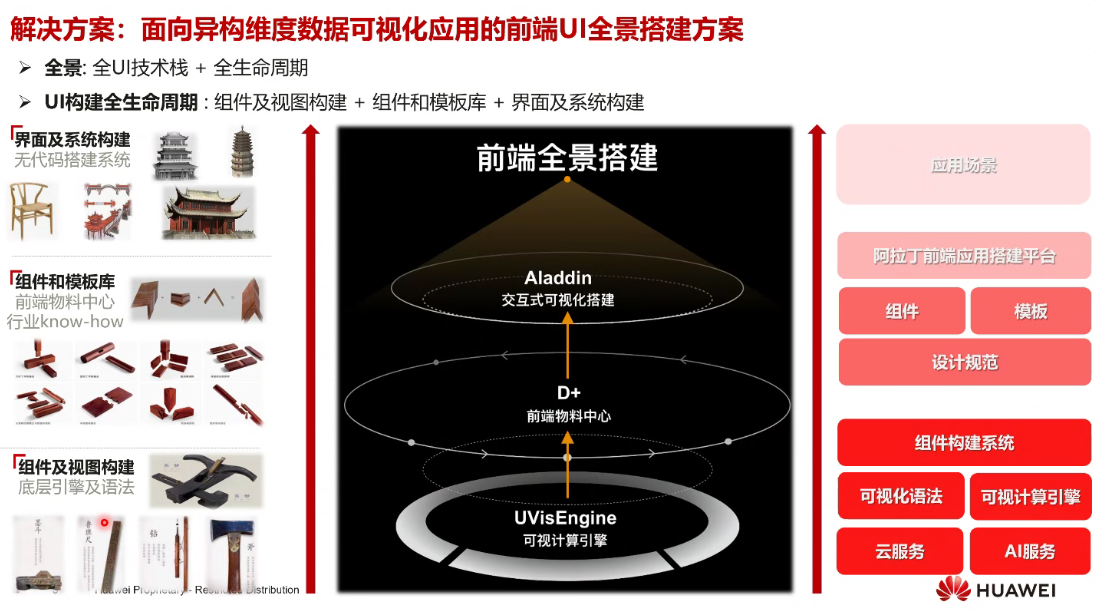 解决方案：面向异构维度数据可视化应用的前端UI全景搭建方案
➢ 全景: 全UI技术栈 + 全生命周期
➢ UI构建全生命周期 : 组件及视图构建 + 组件和模板库 + 界面及系统构建
界面及系统构建
无代码搭建系统
组件和模板库
前端物料中心
行业know-how
组件及视图构建
底层引擎及语法
墨斗
鲁班尺
钻
斧
Huawei Proprietary - Restricted Distribution
前端全景搭建
Aladdin
交互式可视化搭建
D+
前端物料中心
UVisEngine
可视计算引擎
应用场景
阿拉丁前端应用搭建平台
组件
模板
设计规范
组件构建系统
可视化语法
可视计算引擎
云服务
AI服务
HUAWEI